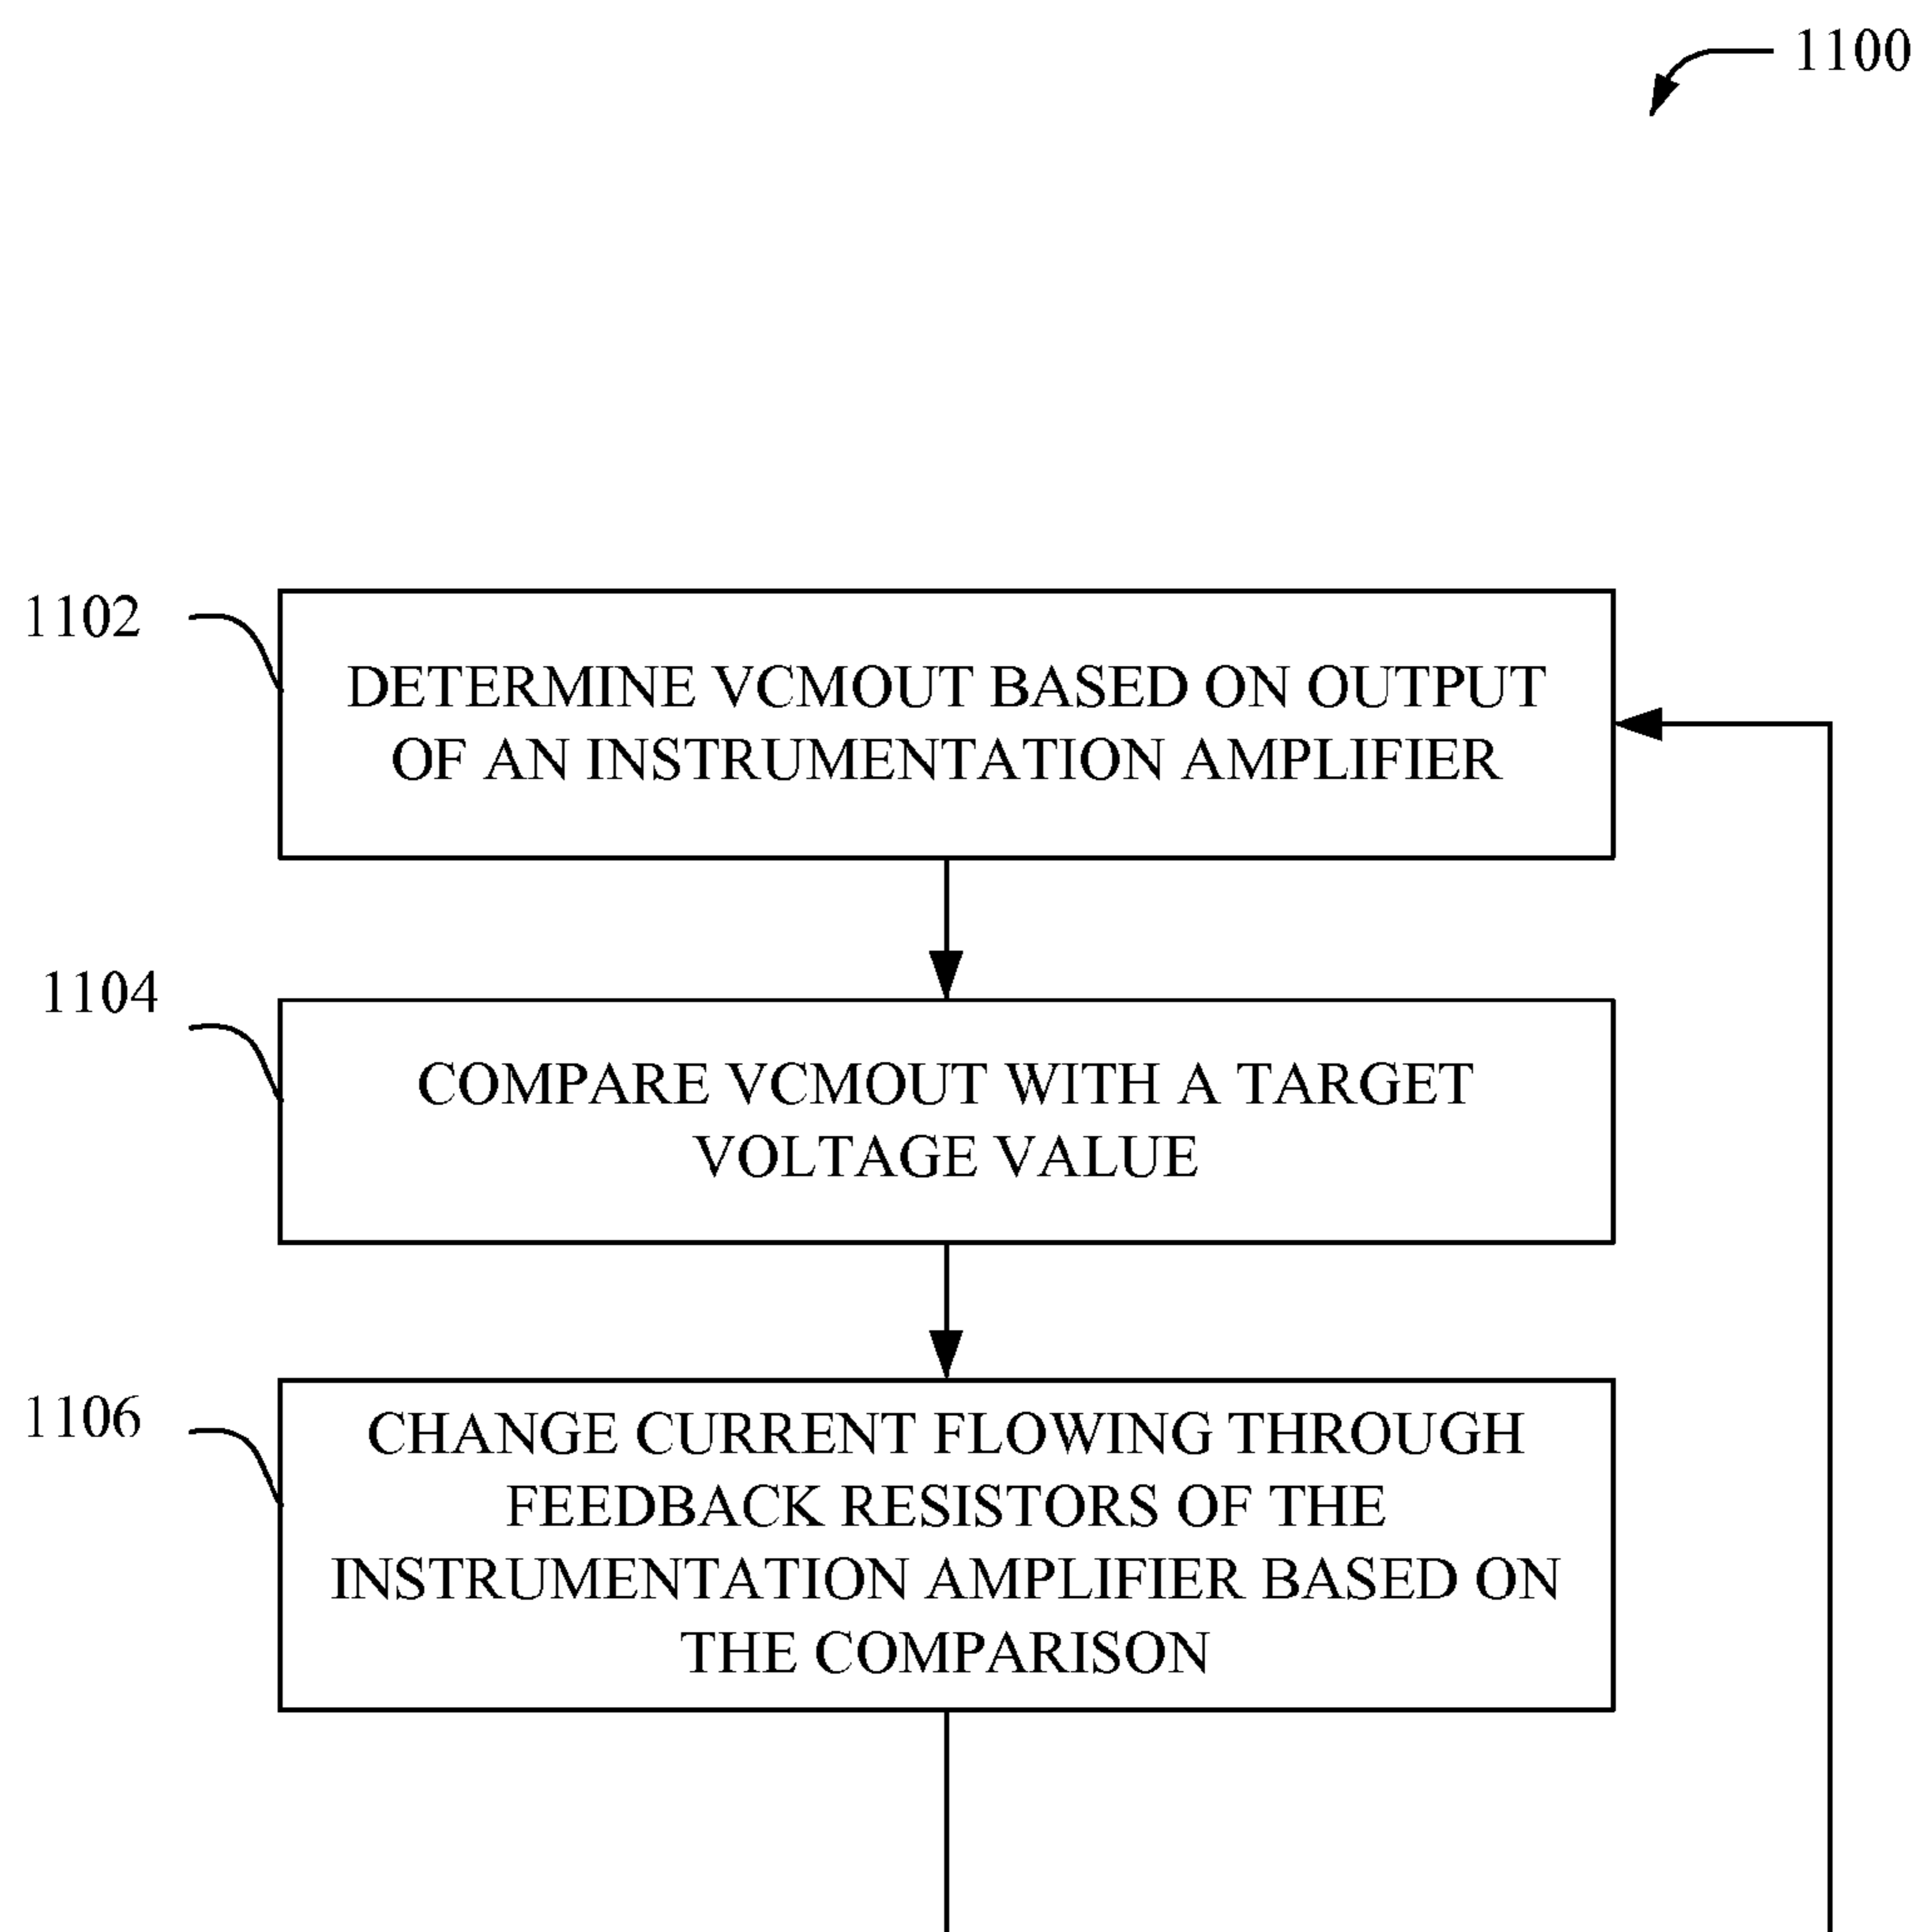 1100
1102
DETERMINE VCMOUT BASED ON OUTPUT
OF AN INSTRUMENTATION AMPLIFIER
1104
COMPARE VCMOUT WITH A TARGET
VOLTAGE VALUE
1106
CHANGE CURRENT FLOWING THROUGH
FEEDBACK RESISTORS OF THE
INSTRUMENTATION AMPLIFIER BASED ON
THE COMPARISON